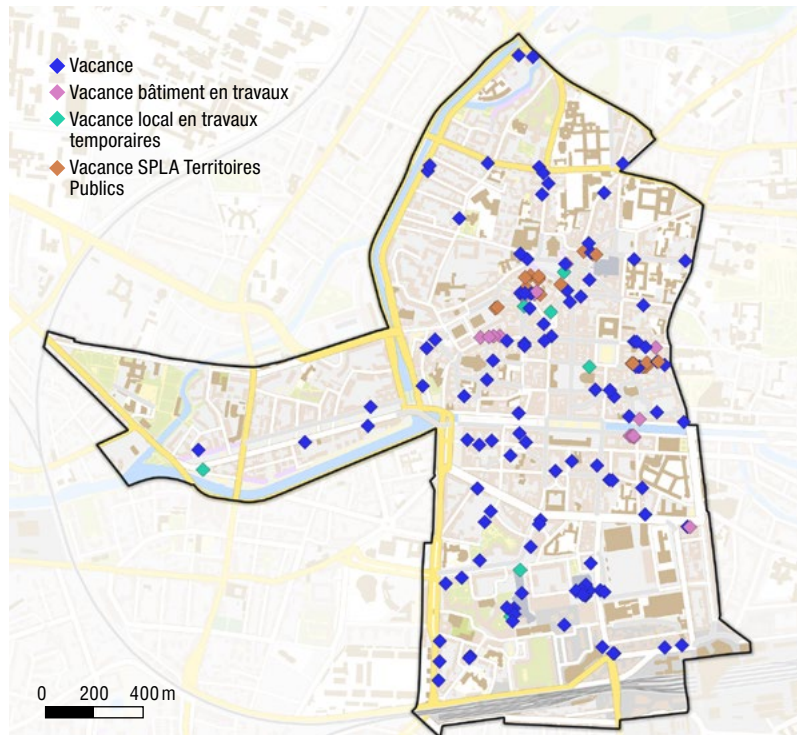 Vacance
Vacance bâtiment en travaux
Vacance local en travaux
temporaires
Vacance SPLA Territoires
Publics
0 200 400 m